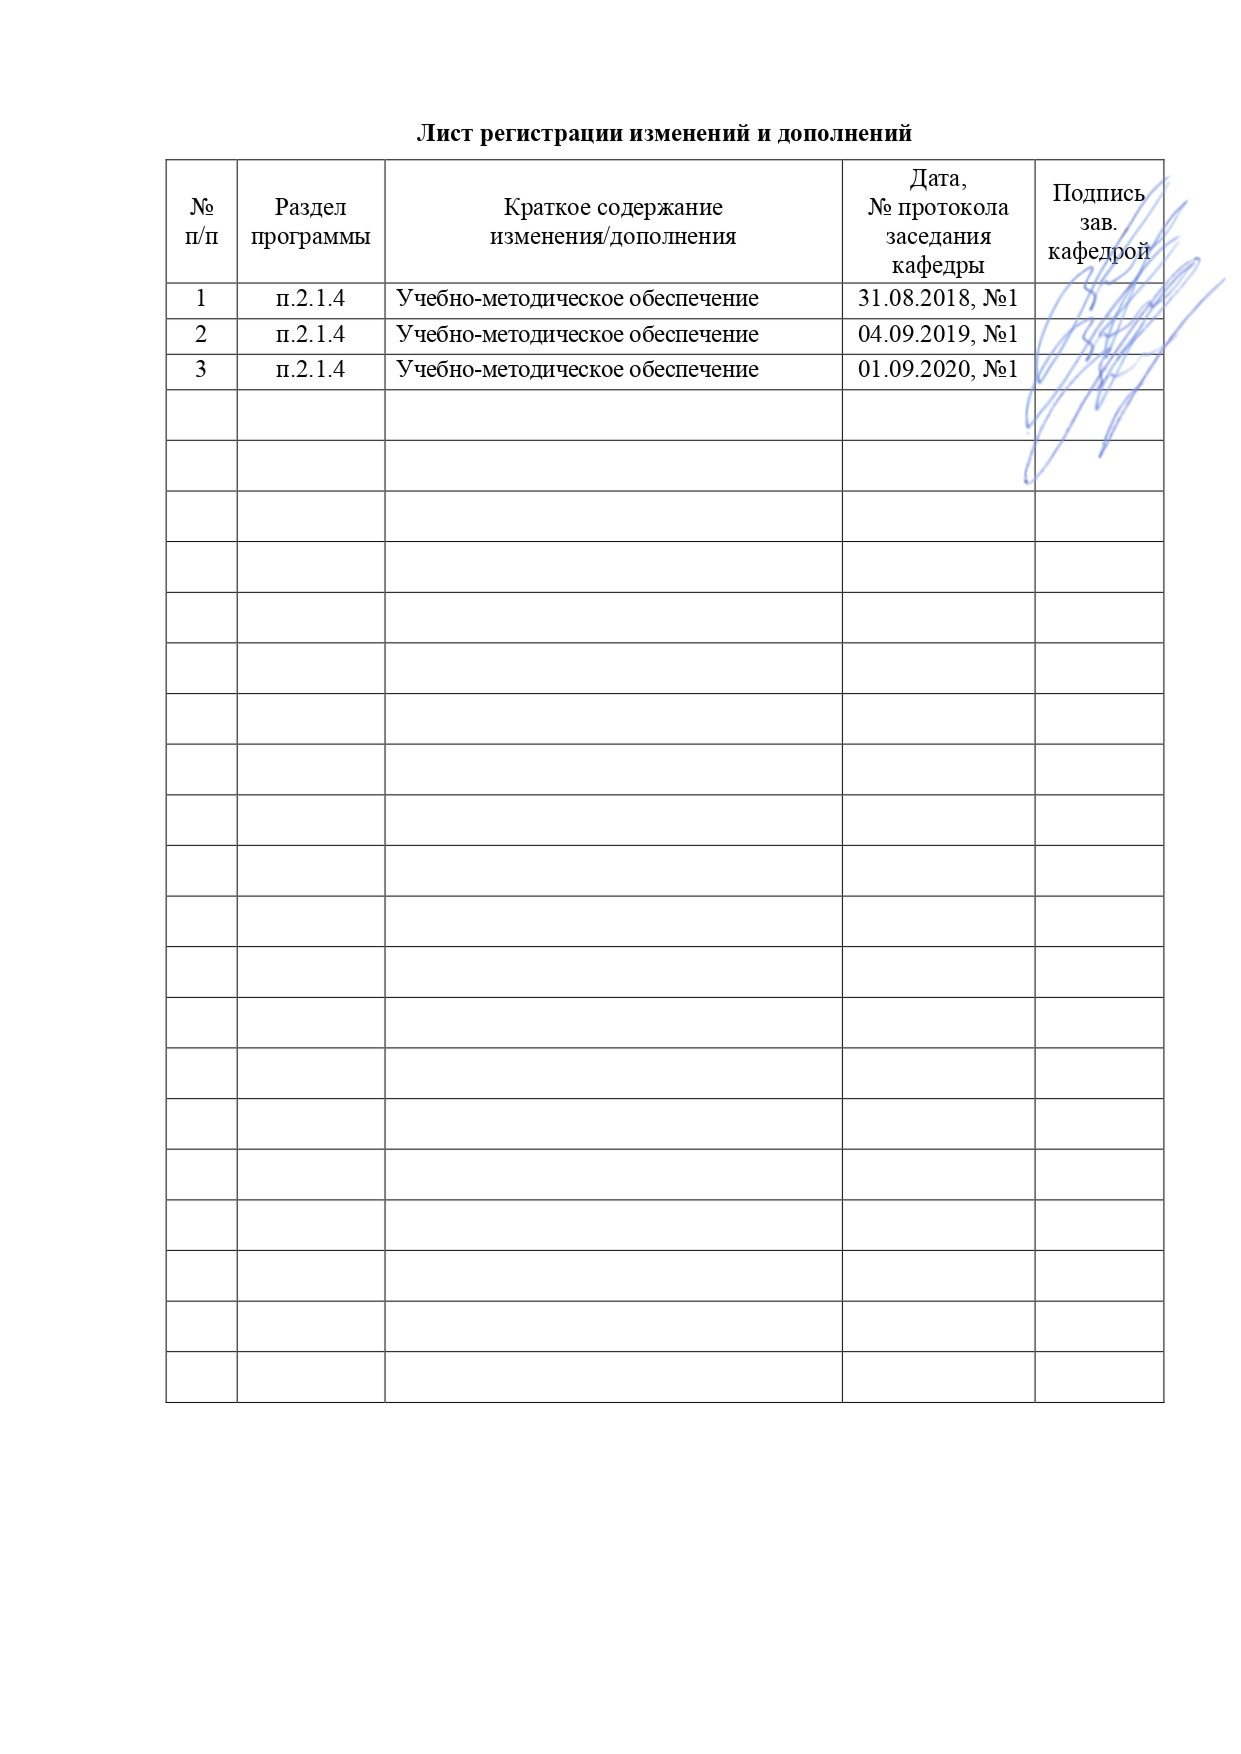 Лист регистрации изменений и дополнений
№
п/п
Раздел
программы
Краткое содержание
изменения/дополнения
Дата,
№ протокола
заседания
кафедры
Подпись
зав.
кафедрой
1 п.2.1.4 Учебно-методическое обеспечение 31.08.2018, №1
2 п.2.1.4 Учебно-методическое обеспечение 04.09.2019, №1
3 п.2.1.4 Учебно-методическое обеспечение 01.09.2020, №1